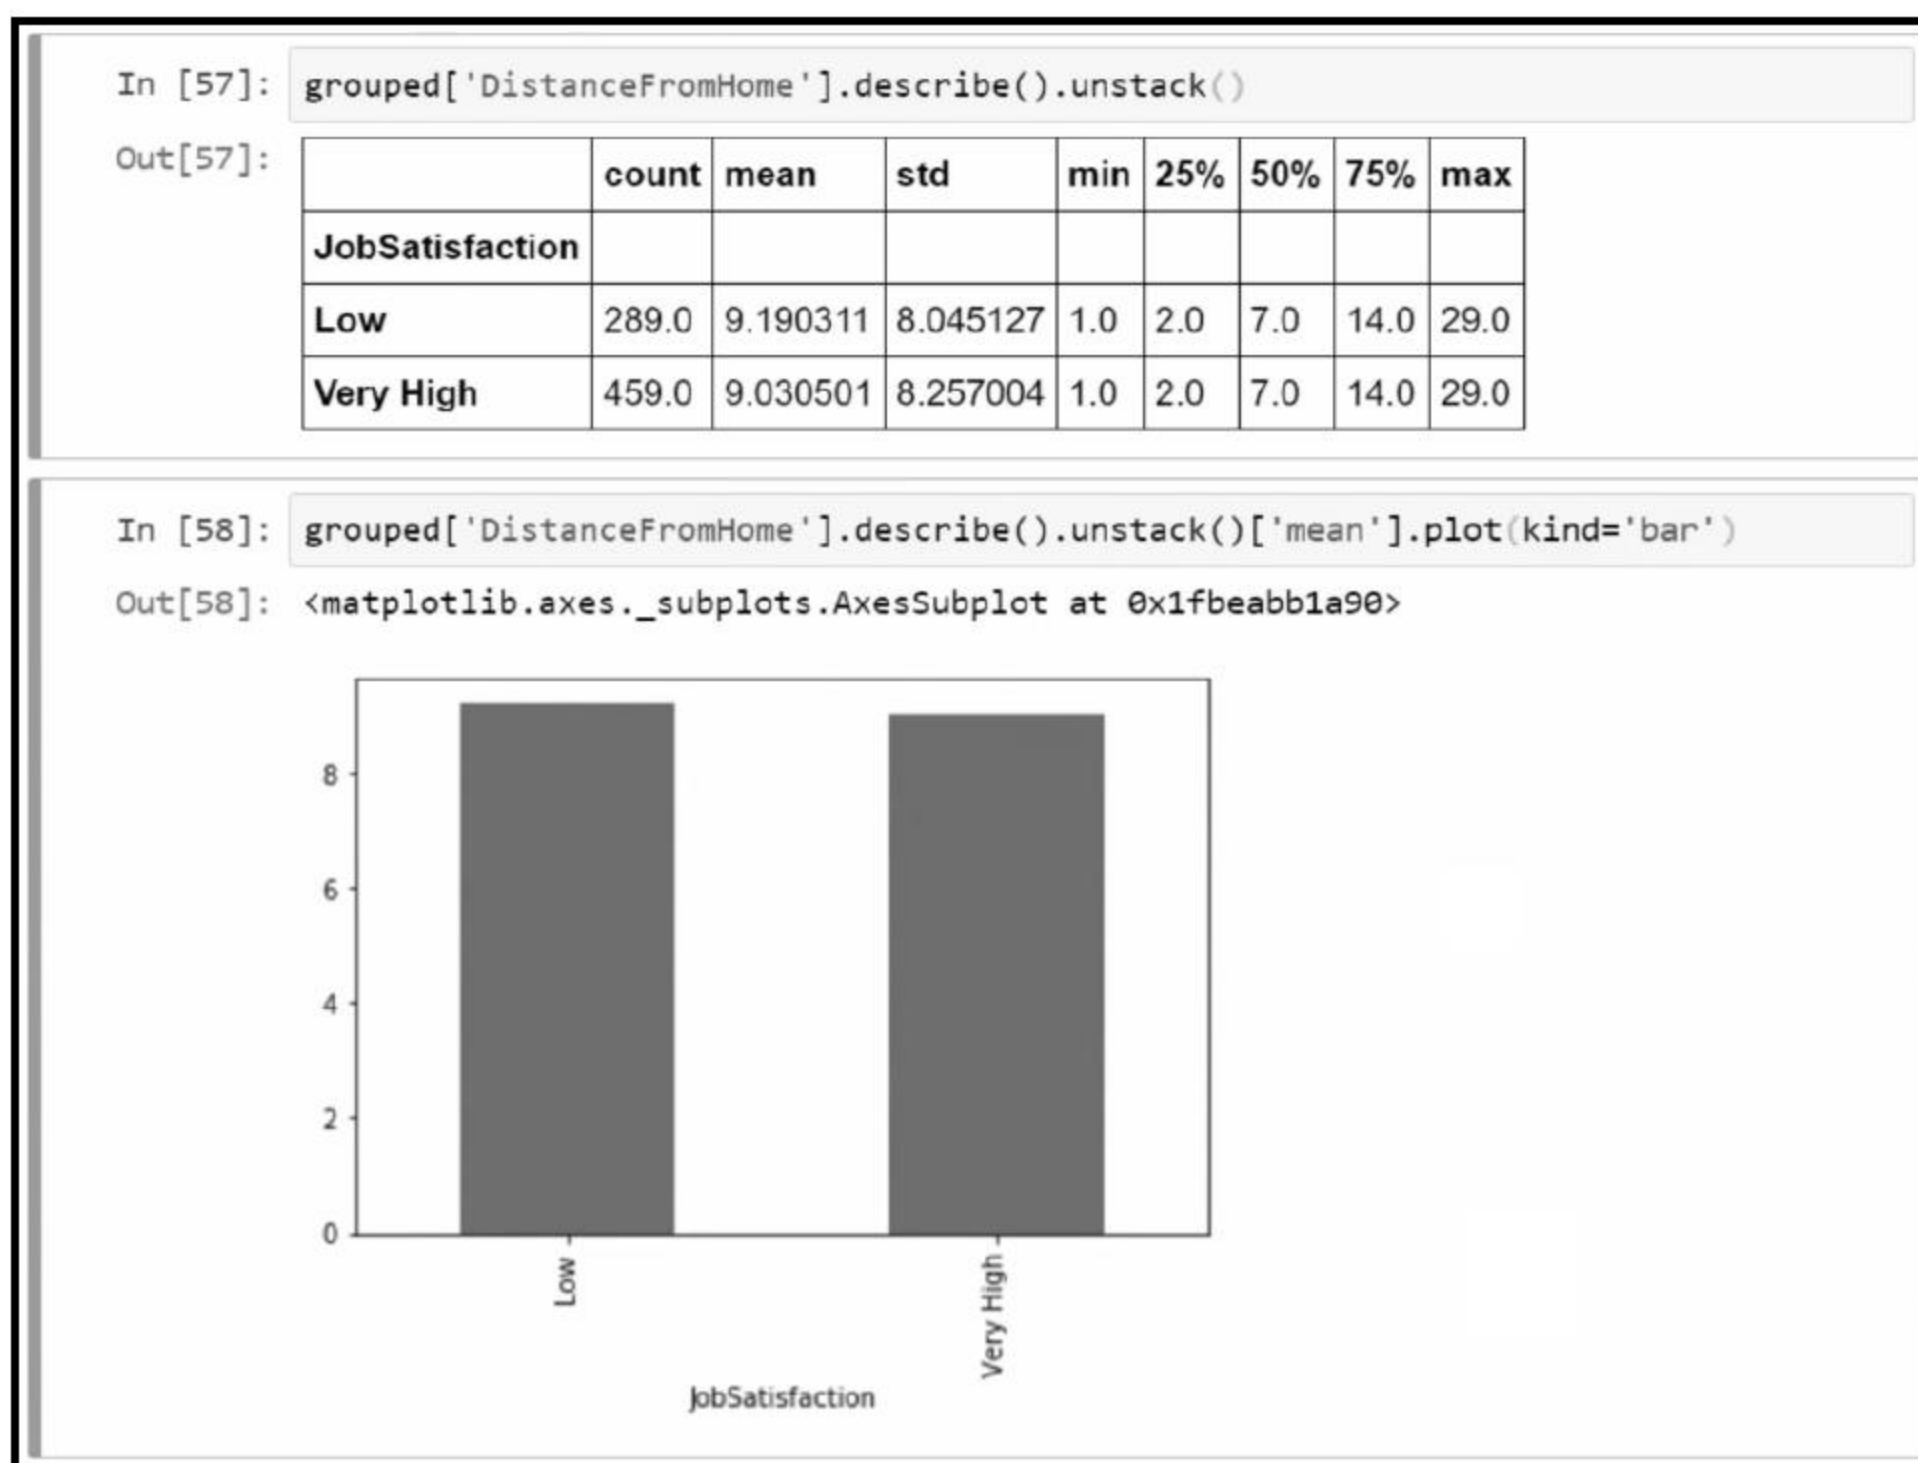 In [57]: grouped['DistanceFromHome'].describe().unstack()
Out[57]:
count mean std min 25% 50% 75% max
JobSatisfaction
Low 289.0 9.190311 8.045127 1.0 2.0 7.0 14.0 29.0
Very High 459.0 9.030501 8.257004 1.0 2.0 7.0 14.0 29.0
In [58]: grouped['DistanceFromHome'].describe().unstack()['mean'].plot(kind='bar')
Out[58]: <matplotlib.axes._subplots.AxesSubplot at 0x1fbeabb1a90>
8
6
4
2
0
Low
Very High
JobSatisfaction